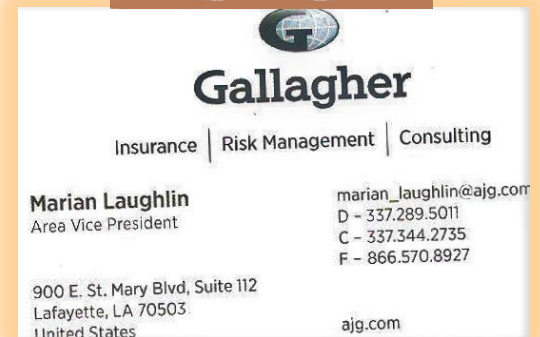 G
Gallagher
Insurance | Risk Management | Consulting
Marian Laughlin
Area Vice President
marian_laughlin@ajg.com
D – 337.289.5011
C – 337.344.2735
F – 866.570.8927
900 E. St. Mary Blvd, Suite 112
Lafayette, LA 70503
United States
ajg.com